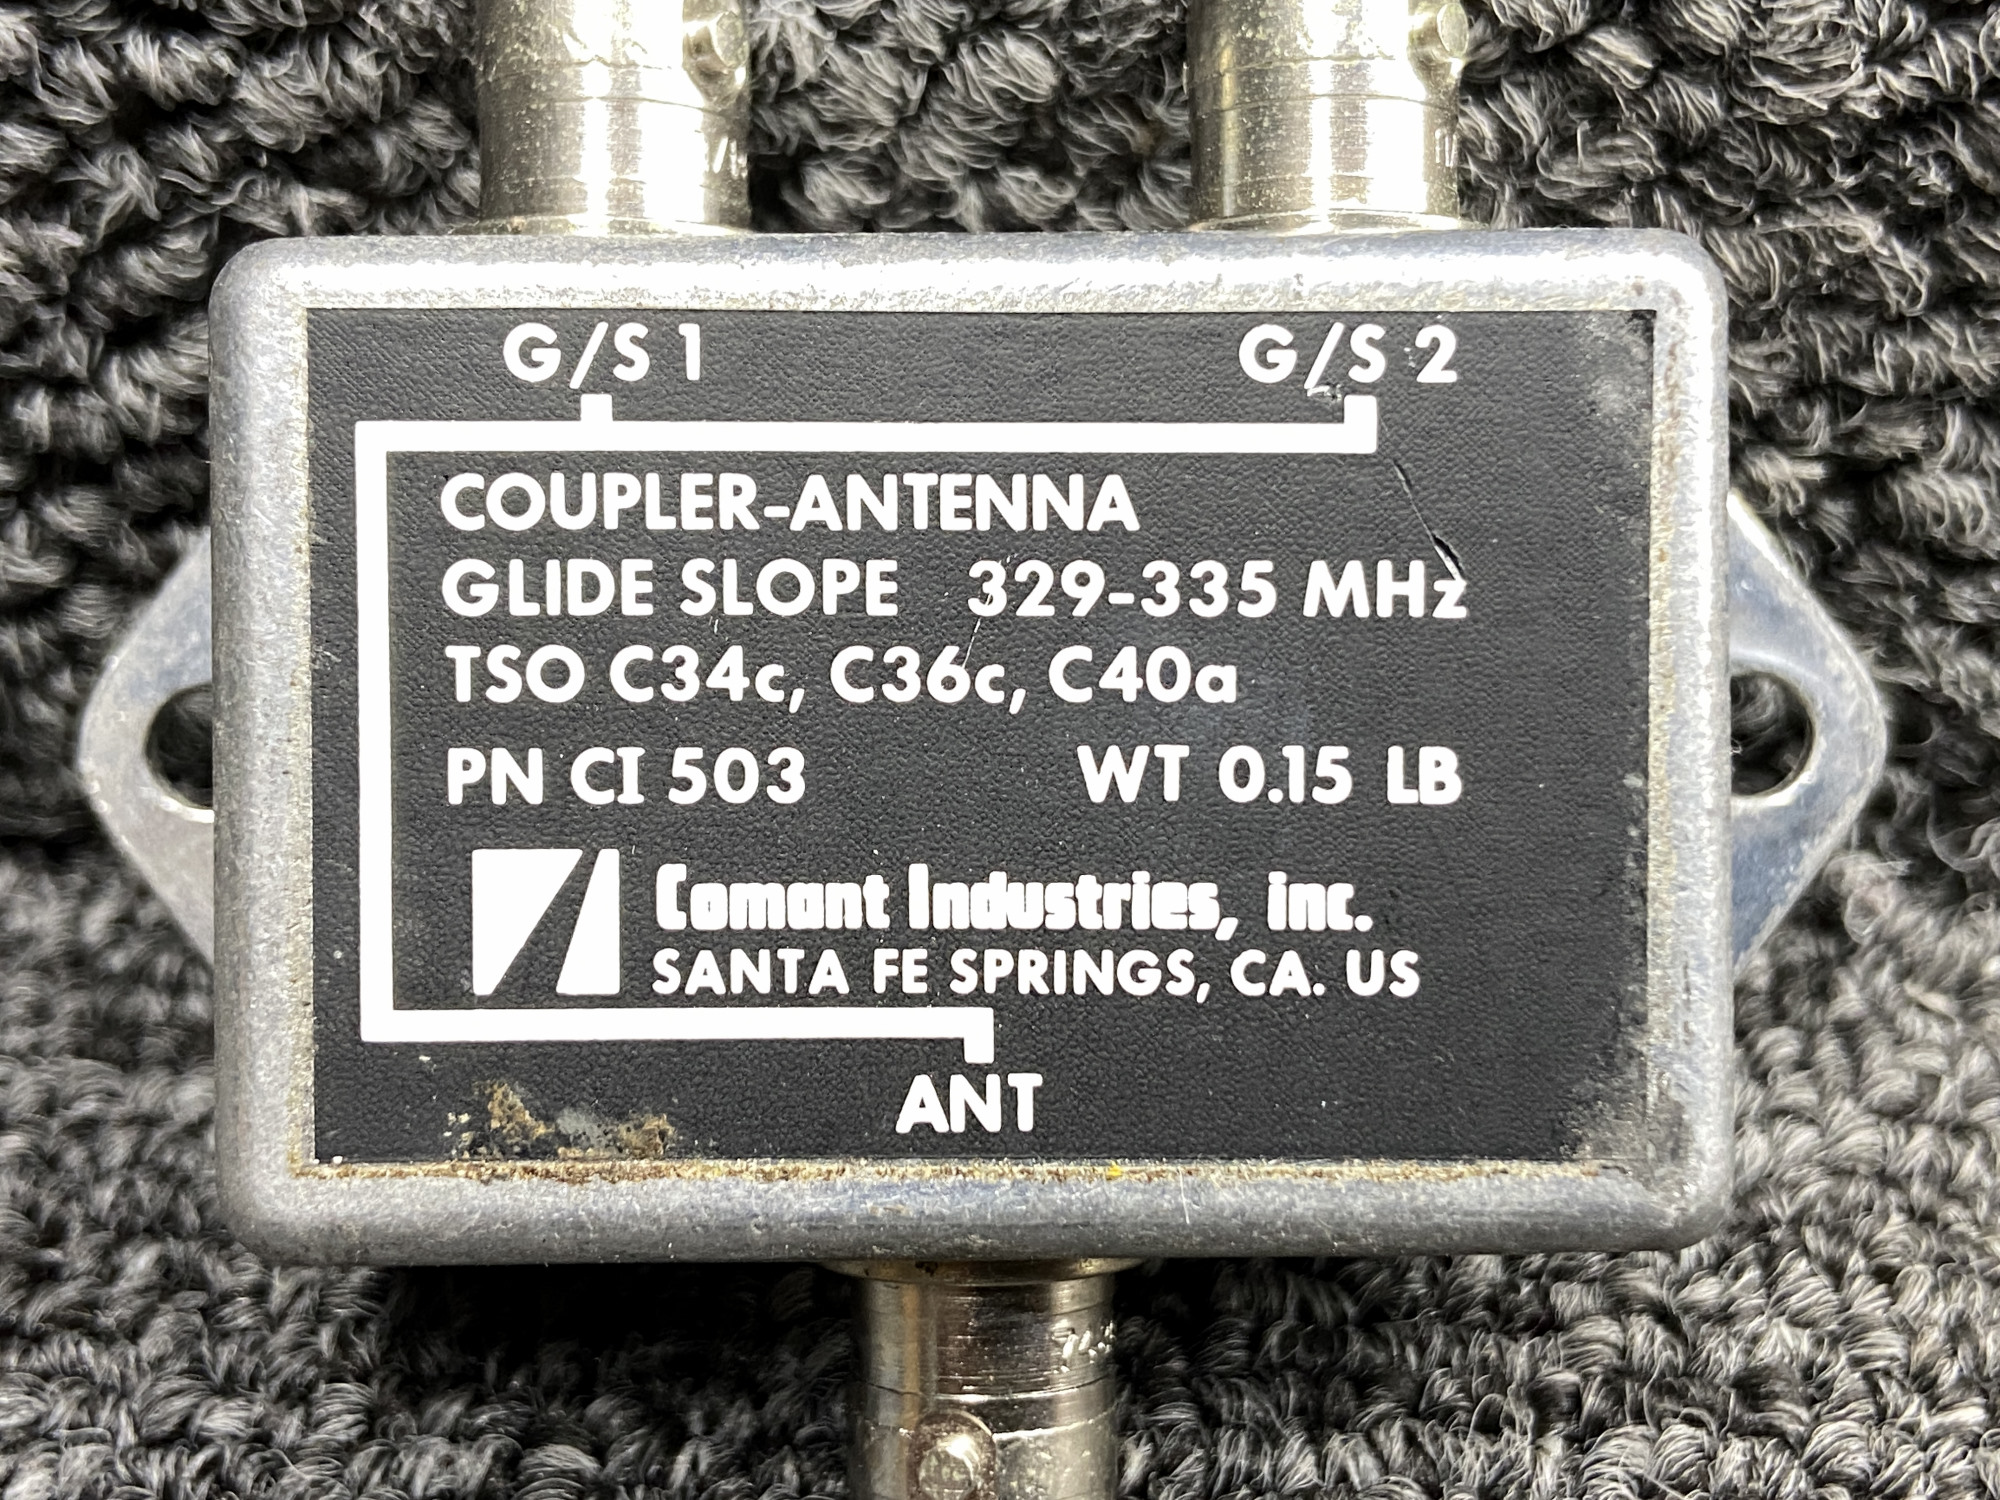 G/S 1 G/S 2
COUPLER-ANTENNA
GLIDE SLOPE 329-335 MHz
TSO C34c, C36c, C40a
PN CI 503 WT 0.15 LB
Comant Industries, inc.
SANTA FE SPRINGS, CA. US
ANT